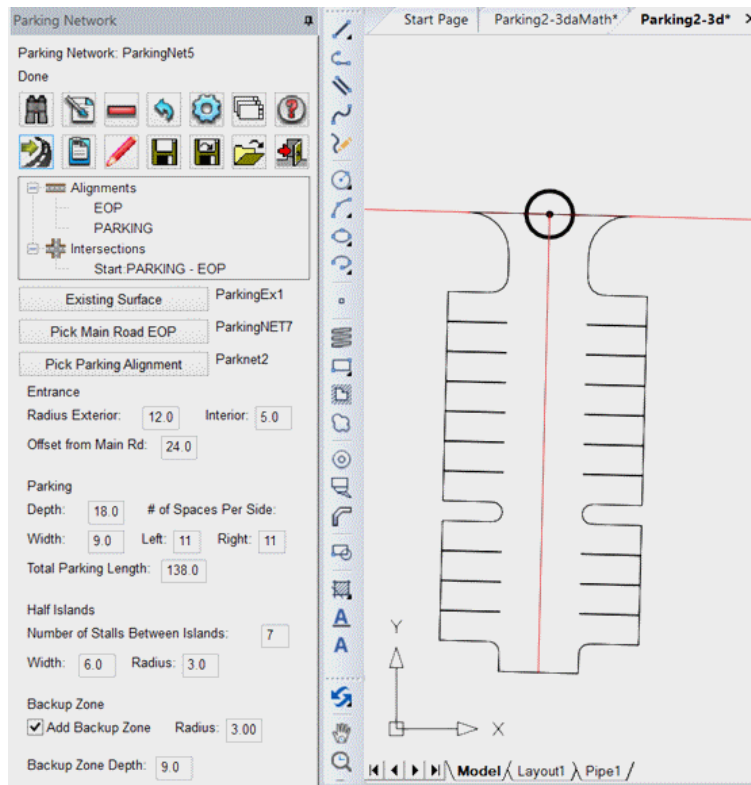 Parking Network
Start Page Parking2-3daMath* Parking2-3d*
Parking Network: ParkingNet5
Done
Alignments
EOP
PARKING
Intersections
Start:PARKING - EOP
Existing Surface ParkingEx1
Pick Main Road EOP ParkingNET7
Pick Parking Alignment Parknet2
Entrance
Radius Exterior: 12.0 Interior: 5.0
Offset from Main Rd: 24.0
Parking
Depth: 18.0 # of Spaces Per Side:
Width: 9.0 Left: 11 Right: 11
Total Parking Length: 138.0
Half Islands
Number of Stalls Between Islands: 7
Width: 6.0 Radius: 3.0
Backup Zone
Add Backup Zone Radius: 3.00
Backup Zone Depth: 9.0
A
A
Y
X
Model Layout1 Pipe1